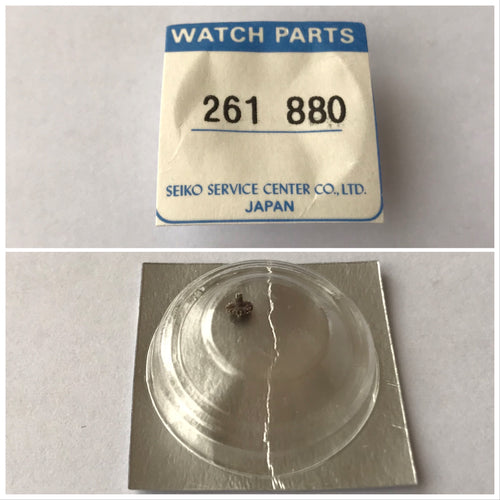 WATCH PARTS
261 880
SEIKO SERVICE CENTER CO., LTD.
JAPAN